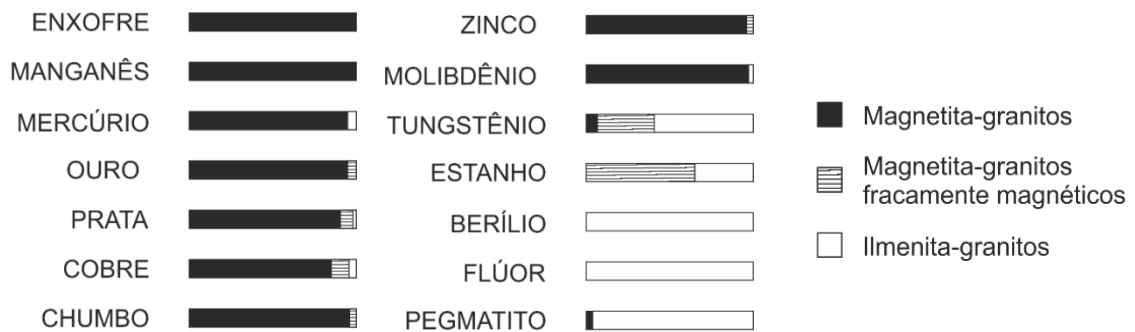 ENXOFRE
MANGANÊS
MERCÚRIO
OURO
PRATA
COBRE
CHUMBO
ZINCO
MOLIBDÊNIO
TUNGSTÊNIO
ESTANHO
BERÍLIO
FLÚOR
PEGMATITO
Magnetita-granitos
Magnetita-granitos
fracamente magnéticos
Ilmenita-granitos